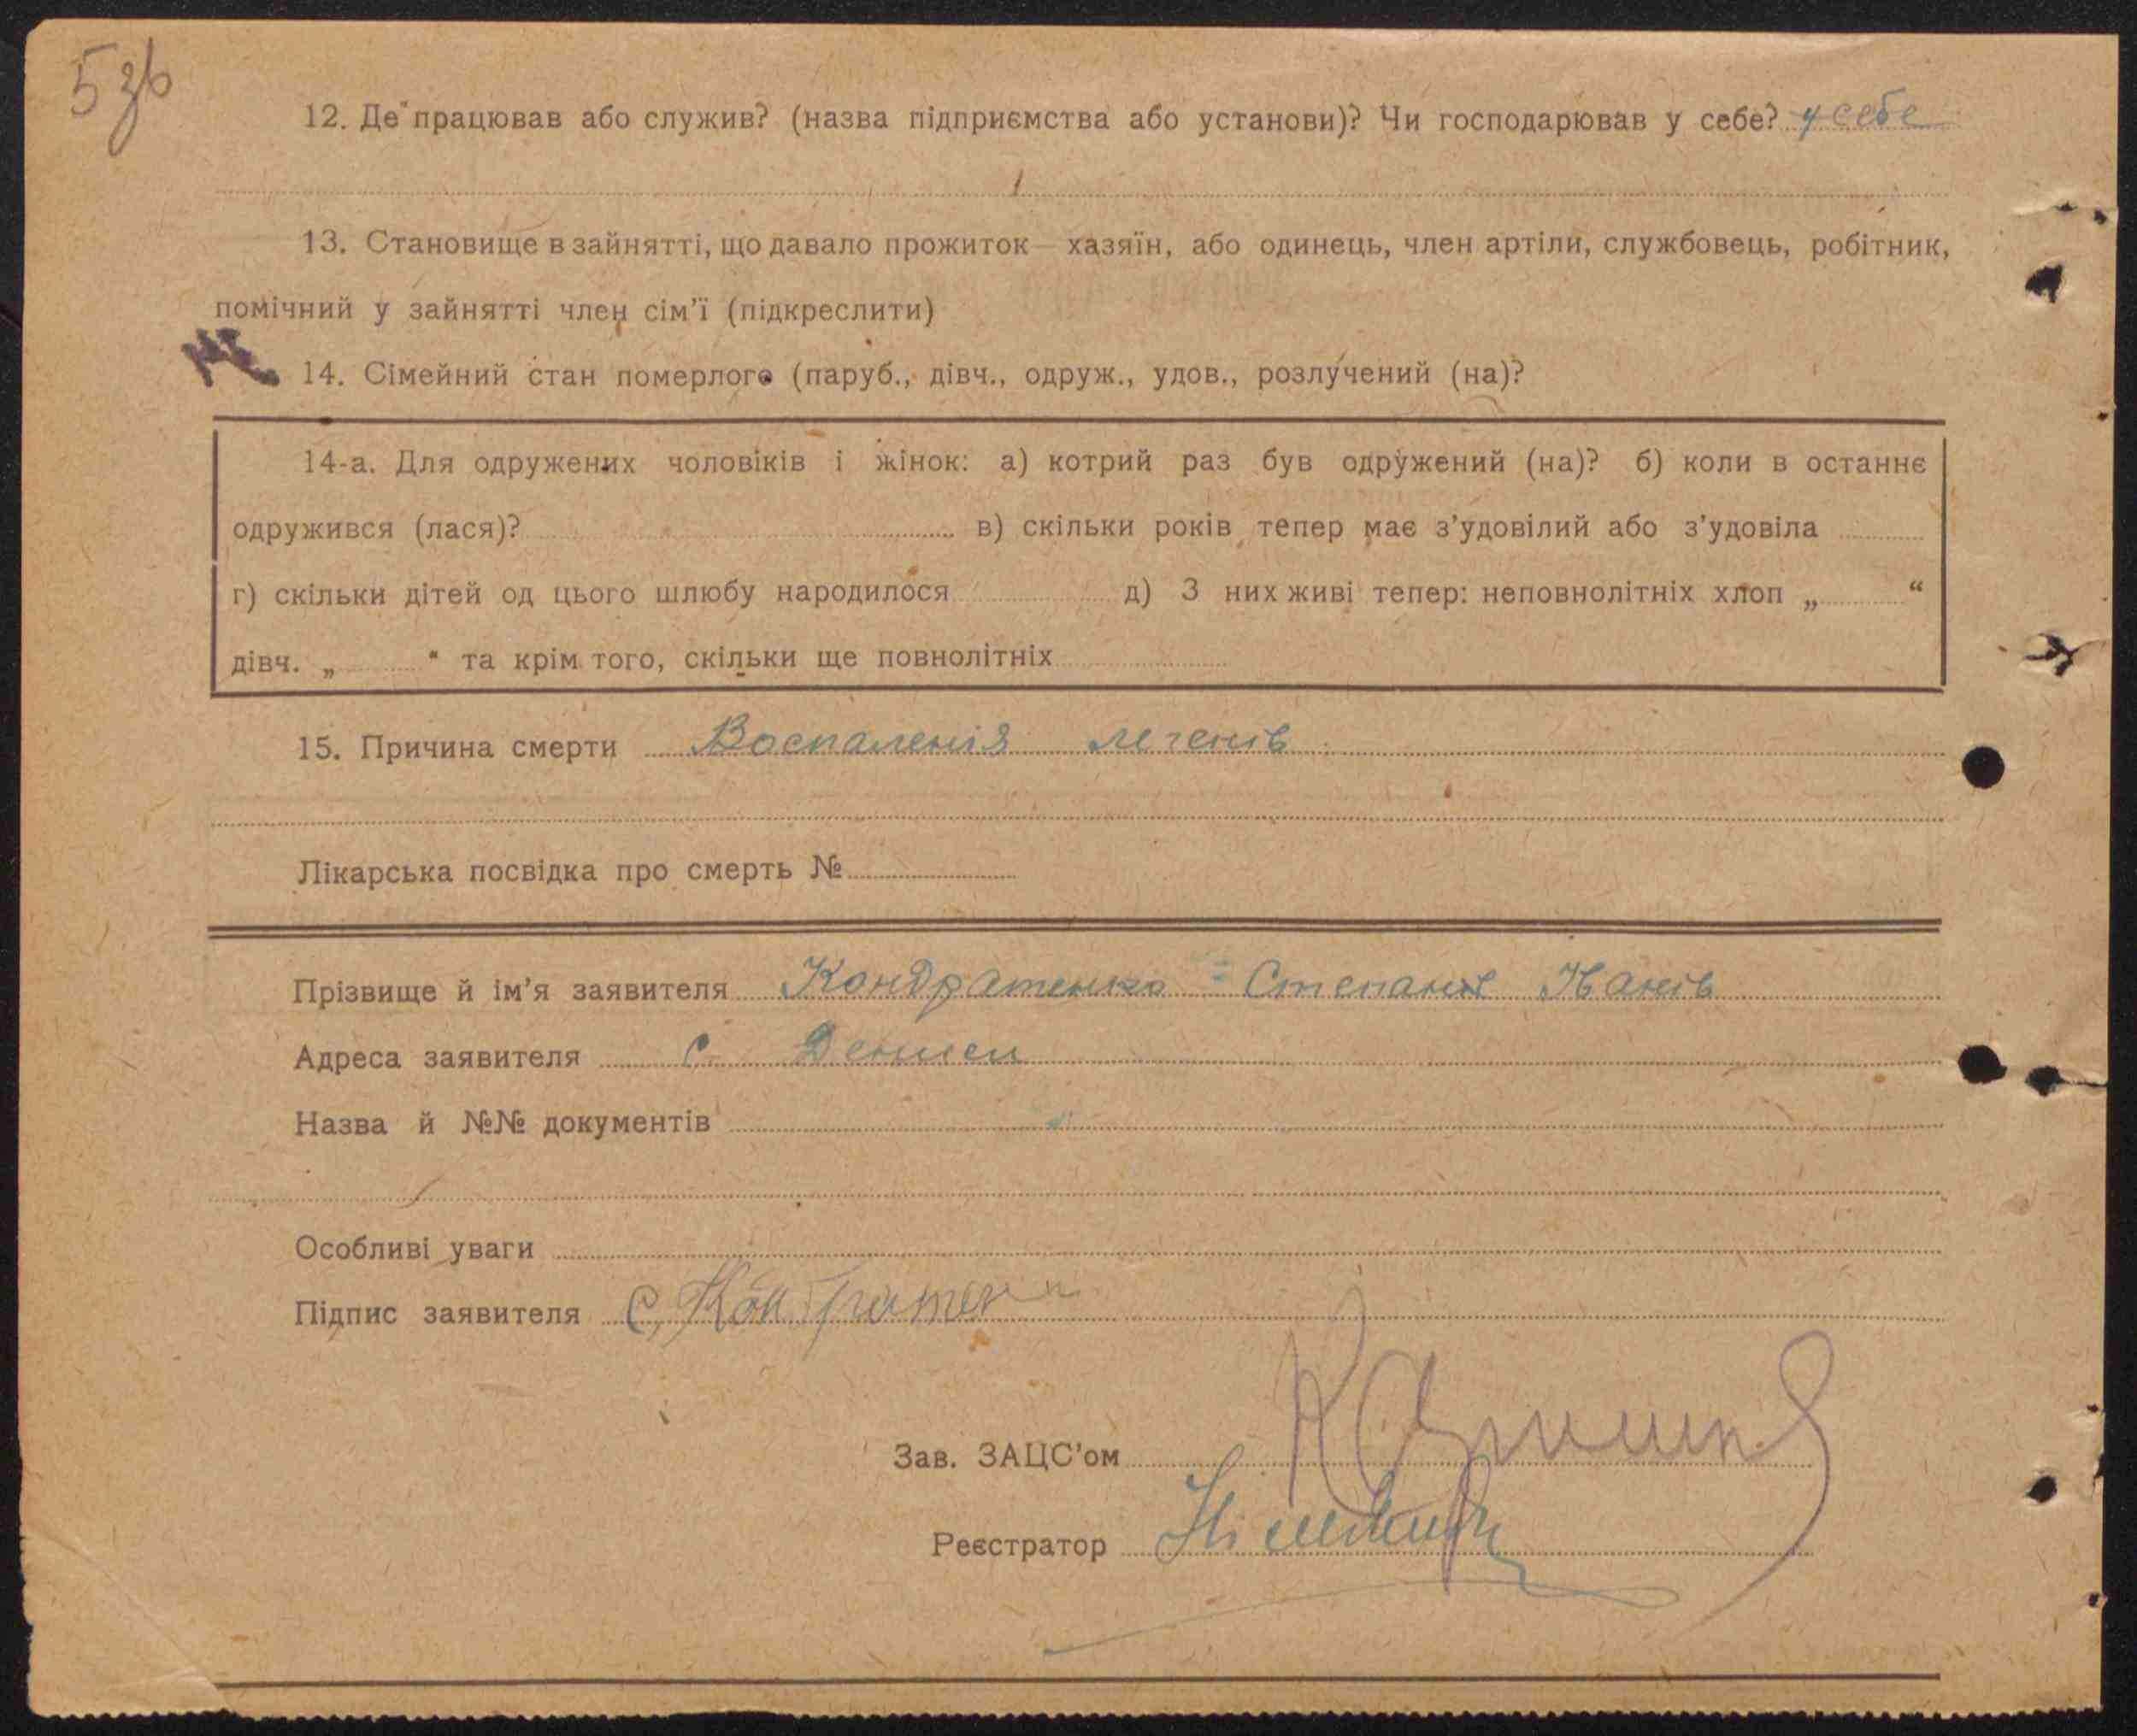 12. Де працював або служив? (назва підприємства або установи)? Чи господарював у себе? у себе
13. Становище в зайнятті, що давало прожиток — хазяїн, або одинець, член артіли, службовець, робітник,
помічний у зайнятті член сім'ї (підкреслити)
14. Сімейний стан померлого (паруб., дівч., одруж., удов., розлучений (на)?
14-а. Для одружених чоловіків і жінок: а) котрий раз був одружений (на)? б) коли в останнє
одружився (лася)? в) скільки років тепер має з'удовілий або з'удовіла
г) скільки дітей од цього шлюбу народилося д) З них живі тепер: неповнолітніх хлоп „ “
дівч. „ “ та крім того, скільки ще повнолітніх
15. Причина смерти Воспаленія легенів
Лікарська посвідка про смерть №
Прізвище й ім'я заявителя Кондратенко Степан Іванів
Адреса заявителя с.
Назва й №№ документів
Особливі уваги
Підпис заявителя С. Кондратен
Зав. ЗАЦС'ом
Реєстратор